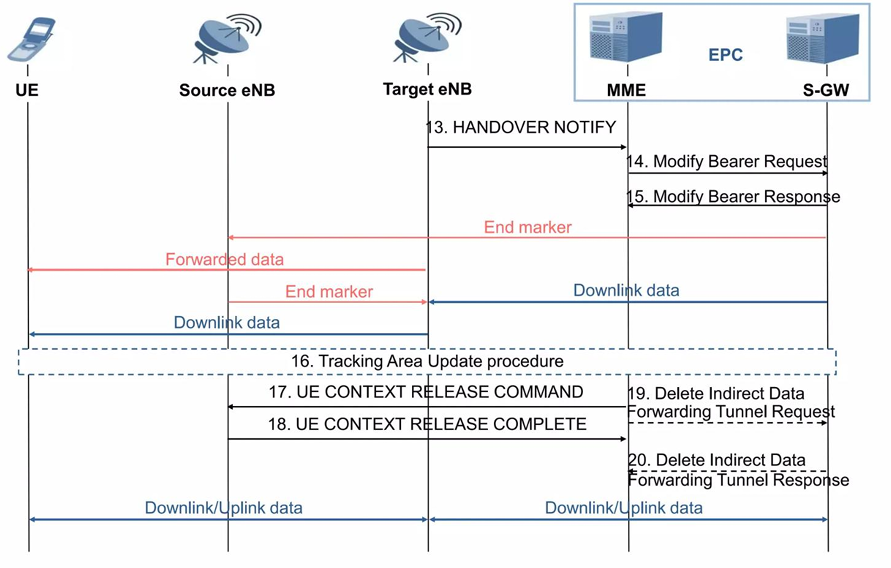 EPC
UE
Source eNB
Target eNB
MME
S-GW
13. HANDOVER NOTIFY
14. Modify Bearer Request
15. Modify Bearer Response
End marker
Forwarded data
End marker
Downlink data
Downlink data
16. Tracking Area Update procedure
17. UE CONTEXT RELEASE COMMAND
19. Delete Indirect Data
Forwarding Tunnel Request
18. UE CONTEXT RELEASE COMPLETE
20. Delete Indirect Data
Forwarding Tunnel Response
Downlink/Uplink data
Downlink/Uplink data